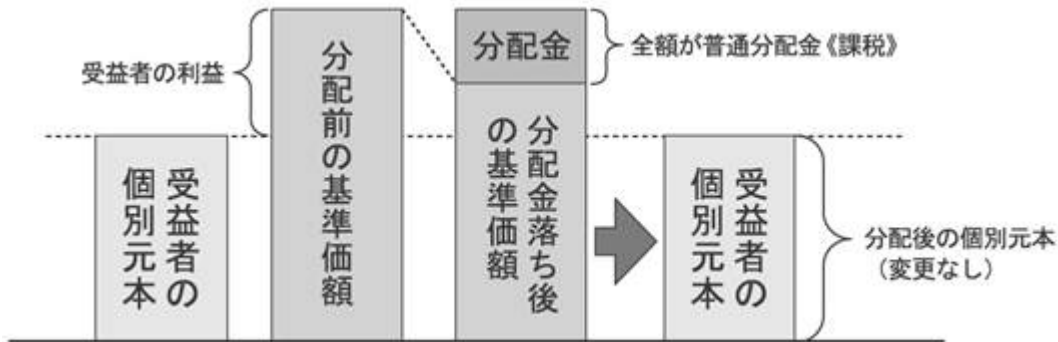 受益者の利益
受益者の
個別元本
分配前の基準価額
分配金
分配金落ち後
の基準価額
全額が普通分配金《課税》
受益者の
個別元本
分配後の個別元本
（変更なし）